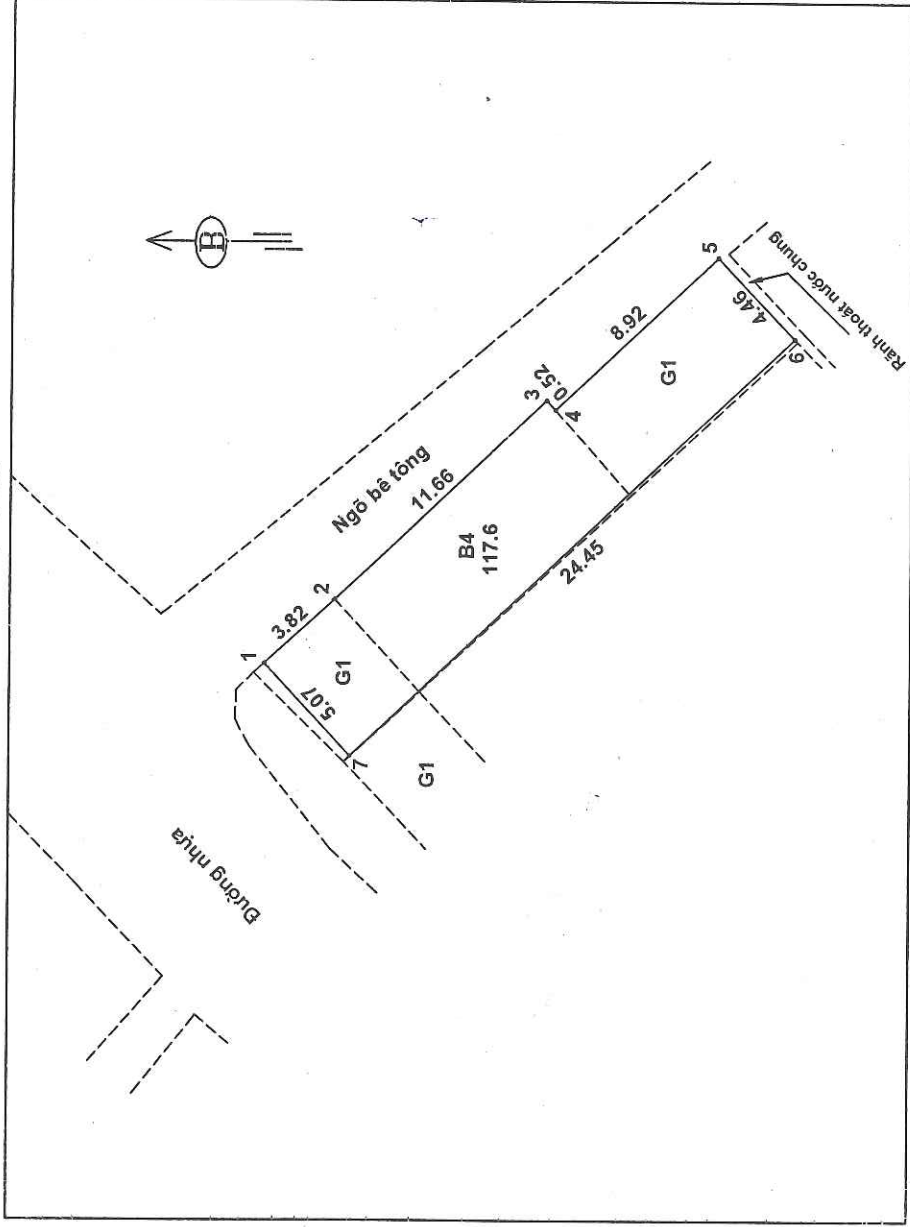 B
Ngõ bê tông
Đường nhựa
Rãnh thoát nước chung
1
3.82
2
11.66
3
0.52
4
8.92
5
4.46
6
24.45
7
5.07
G1
G1
B4
117.6
G1